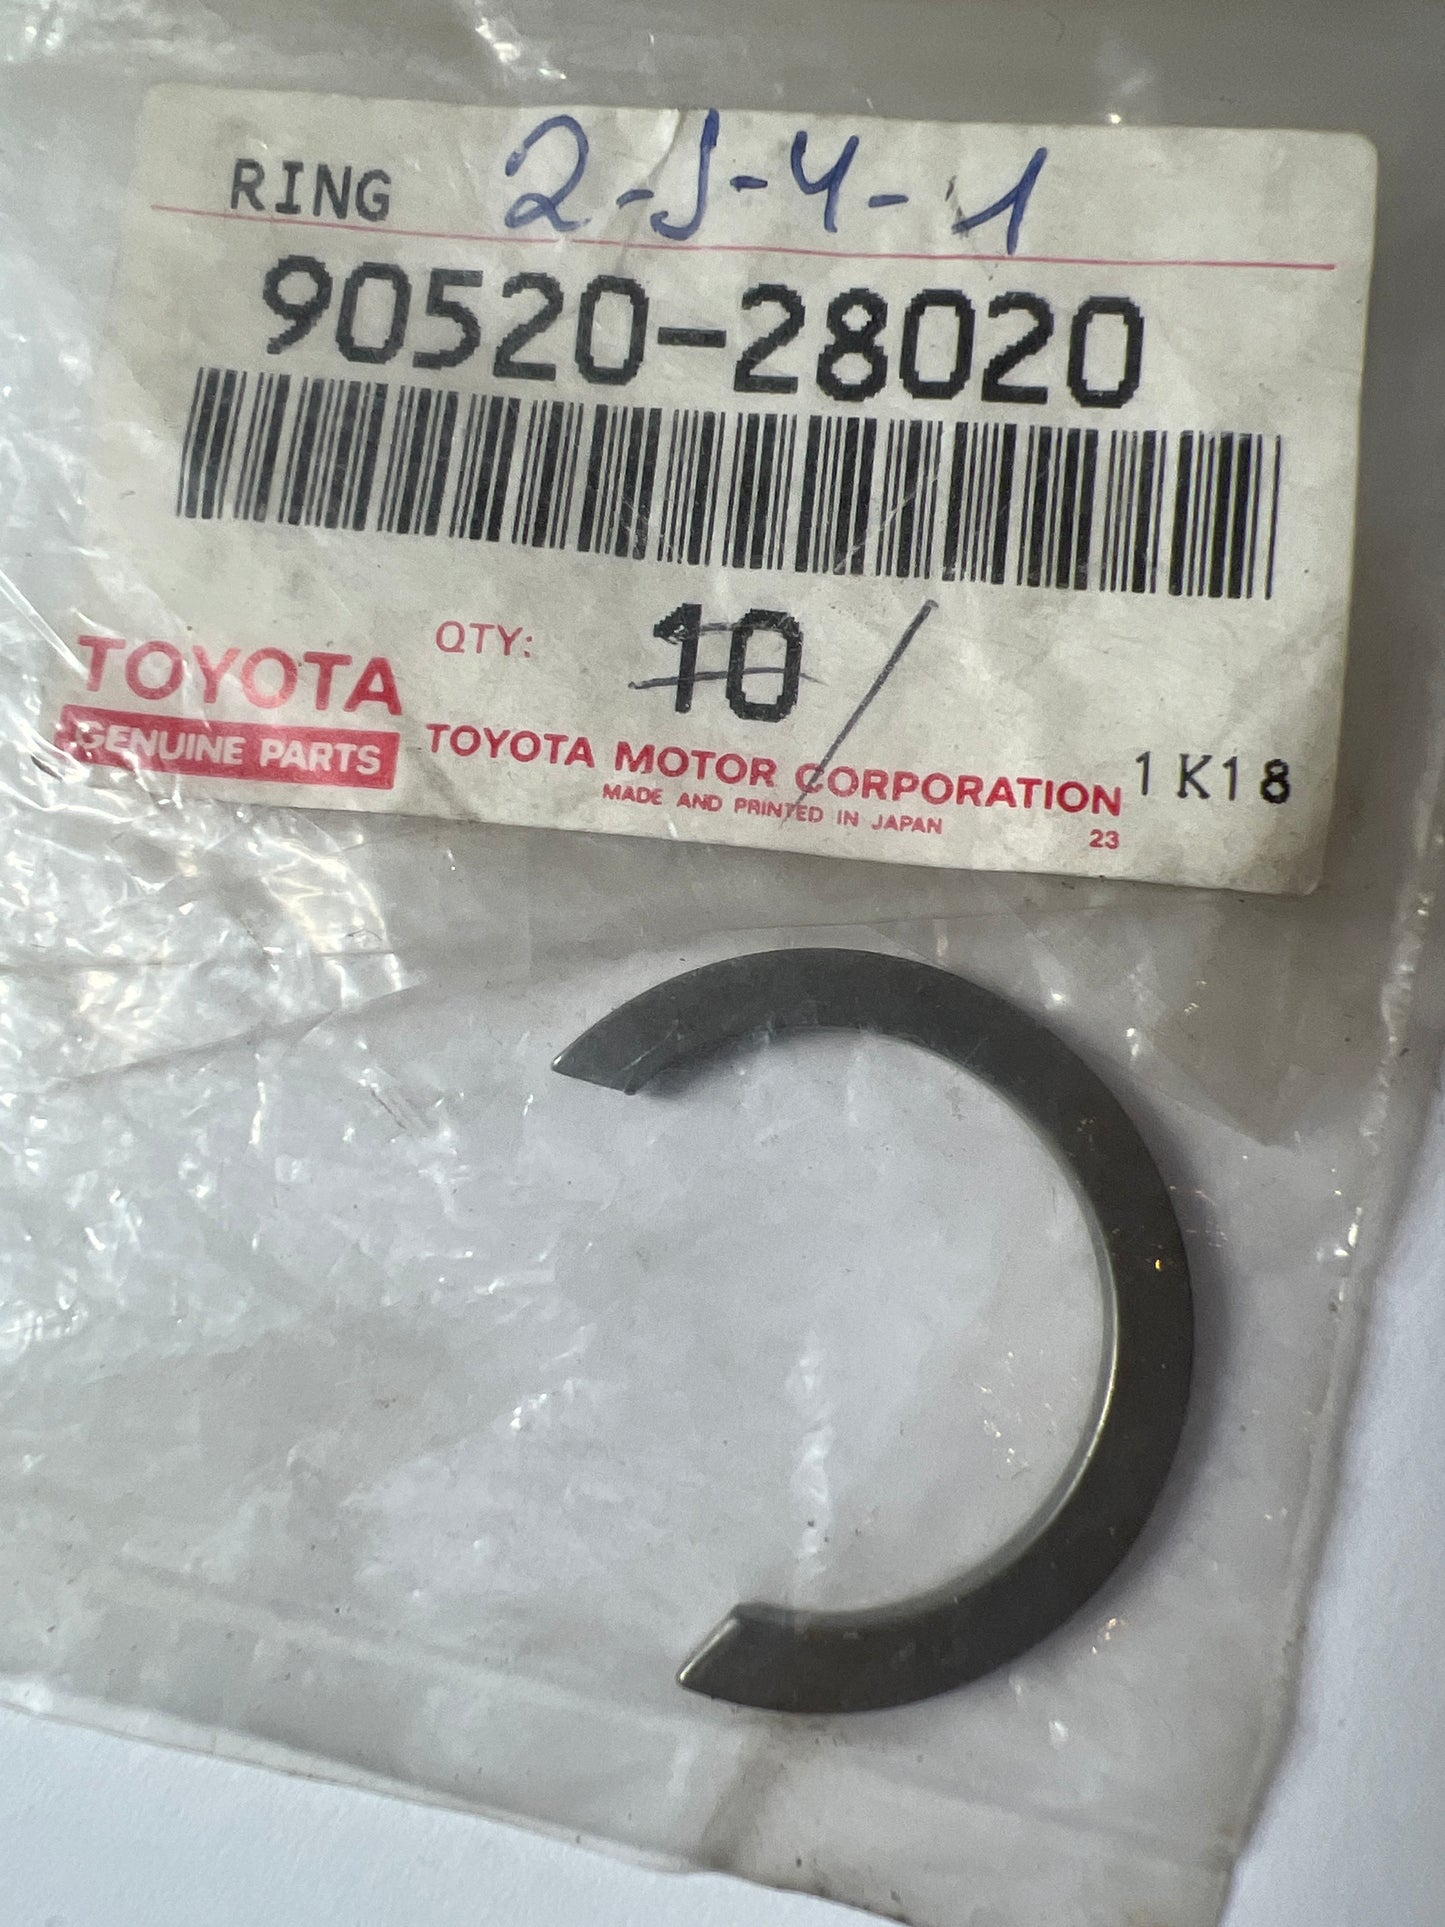 RING 2-J-4-1
90520-28020
QTY: 10 /
TOYOTA
GENUINE PARTS
TOYOTA MOTOR CORPORATION 1K18
MADE AND PRINTED IN JAPAN
23